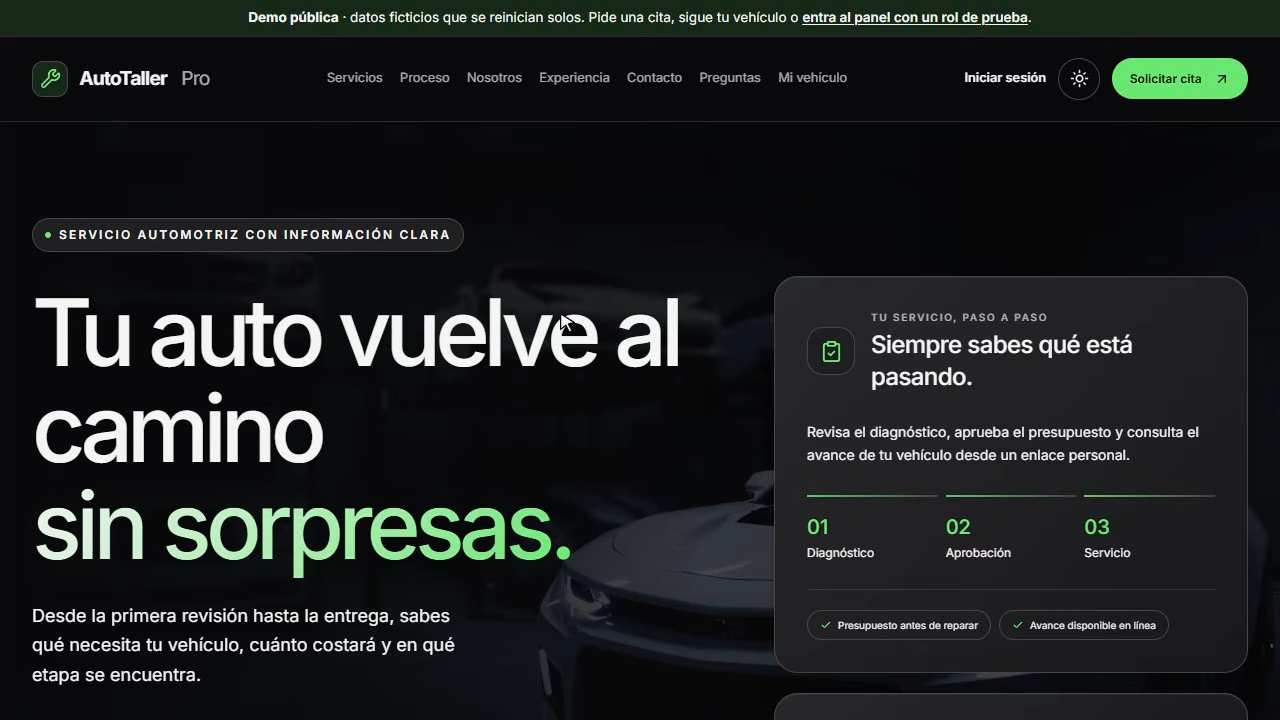 Demo pública · datos ficticios que se reinician solos. Pide una cita, sigue tu vehículo o entra al panel con un rol de prueba.
AutoTaller Pro
Servicios Proceso Nosotros Experiencia Contacto Preguntas Mi vehículo
Iniciar sesión
Solicitar cita
SERVICIO AUTOMOTRIZ CON INFORMACIÓN CLARA
Tu auto vuelve al
camino
sin sorpresas.
Desde la primera revisión hasta la entrega, sabes
qué necesita tu vehículo, cuánto costará y en qué
etapa se encuentra.
TU SERVICIO, PASO A PASO
Siempre sabes qué está
pasando.
Revisa el diagnóstico, aprueba el presupuesto y consulta el
avance de tu vehículo desde un enlace personal.
01 02 03
Diagnóstico Aprobación Servicio
Presupuesto antes de reparar Avance disponible en línea